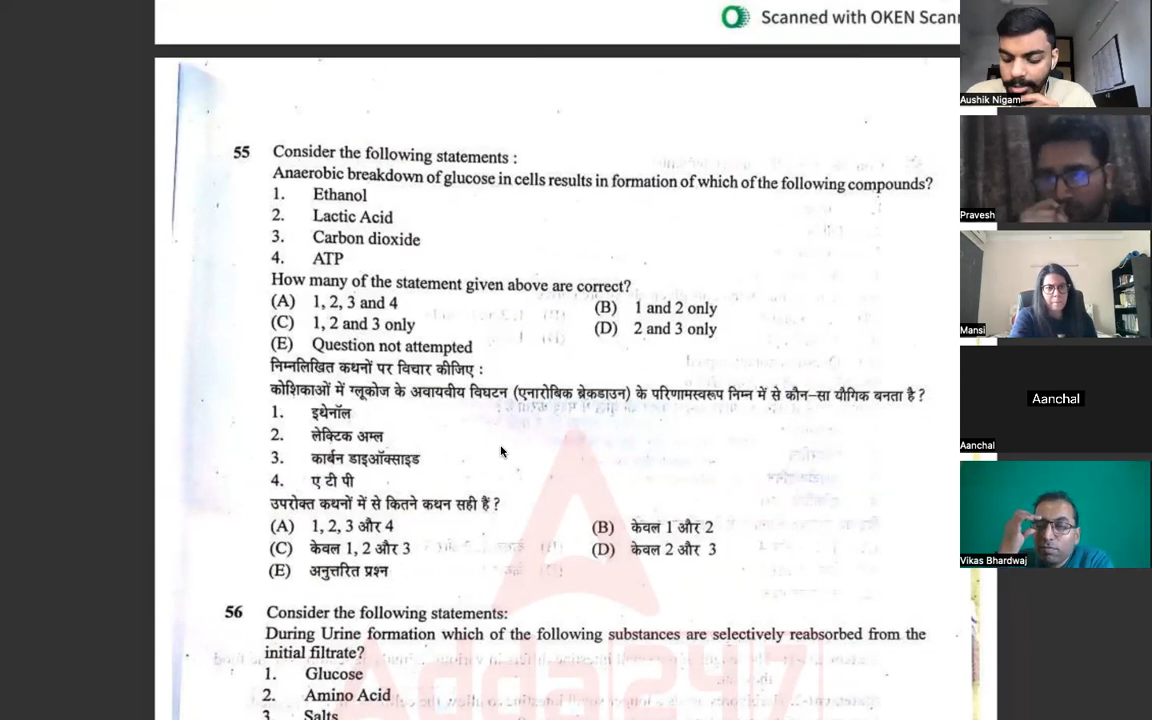 Scanned with OKEN Scan
55 Consider the following statements :
Anaerobic breakdown of glucose in cells results in formation of which of the following compounds?
1. Ethanol
2. Lactic Acid
3. Carbon dioxide
4. ATP
How many of the statement given above are correct?
(A) 1, 2, 3 and 4 (B) 1 and 2 only
(C) 1, 2 and 3 only (D) 2 and 3 only
(E) Question not attempted
निम्नलिखित कथनों पर विचार कीजिए :
कोशिकाओं में ग्लूकोज के अवायवीय विघटन (एनारोबिक ब्रेकडाउन) के परिणामस्वरूप निम्न में से कौन-सा यौगिक बनता है ?
1. इथेनॉल
2. लेक्टिक अम्ल
3. कार्बन डाइऑक्साइड
4. ए टी पी
उपरोक्त कथनों में से कितने कथन सही हैं ?
(A) 1, 2, 3 और 4 (B) केवल 1 और 2
(C) केवल 1, 2 और 3 (D) केवल 2 और 3
(E) अनुत्तरित प्रश्न
56 Consider the following statements:
During Urine formation which of the following substances are selectively reabsorbed from the
initial filtrate?
1. Glucose
2. Amino Acid
3. Salts
Adda247
Aushik Nigam
Pravesh
Mansi
Aanchal
Aanchal
Vikas Bhardwaj